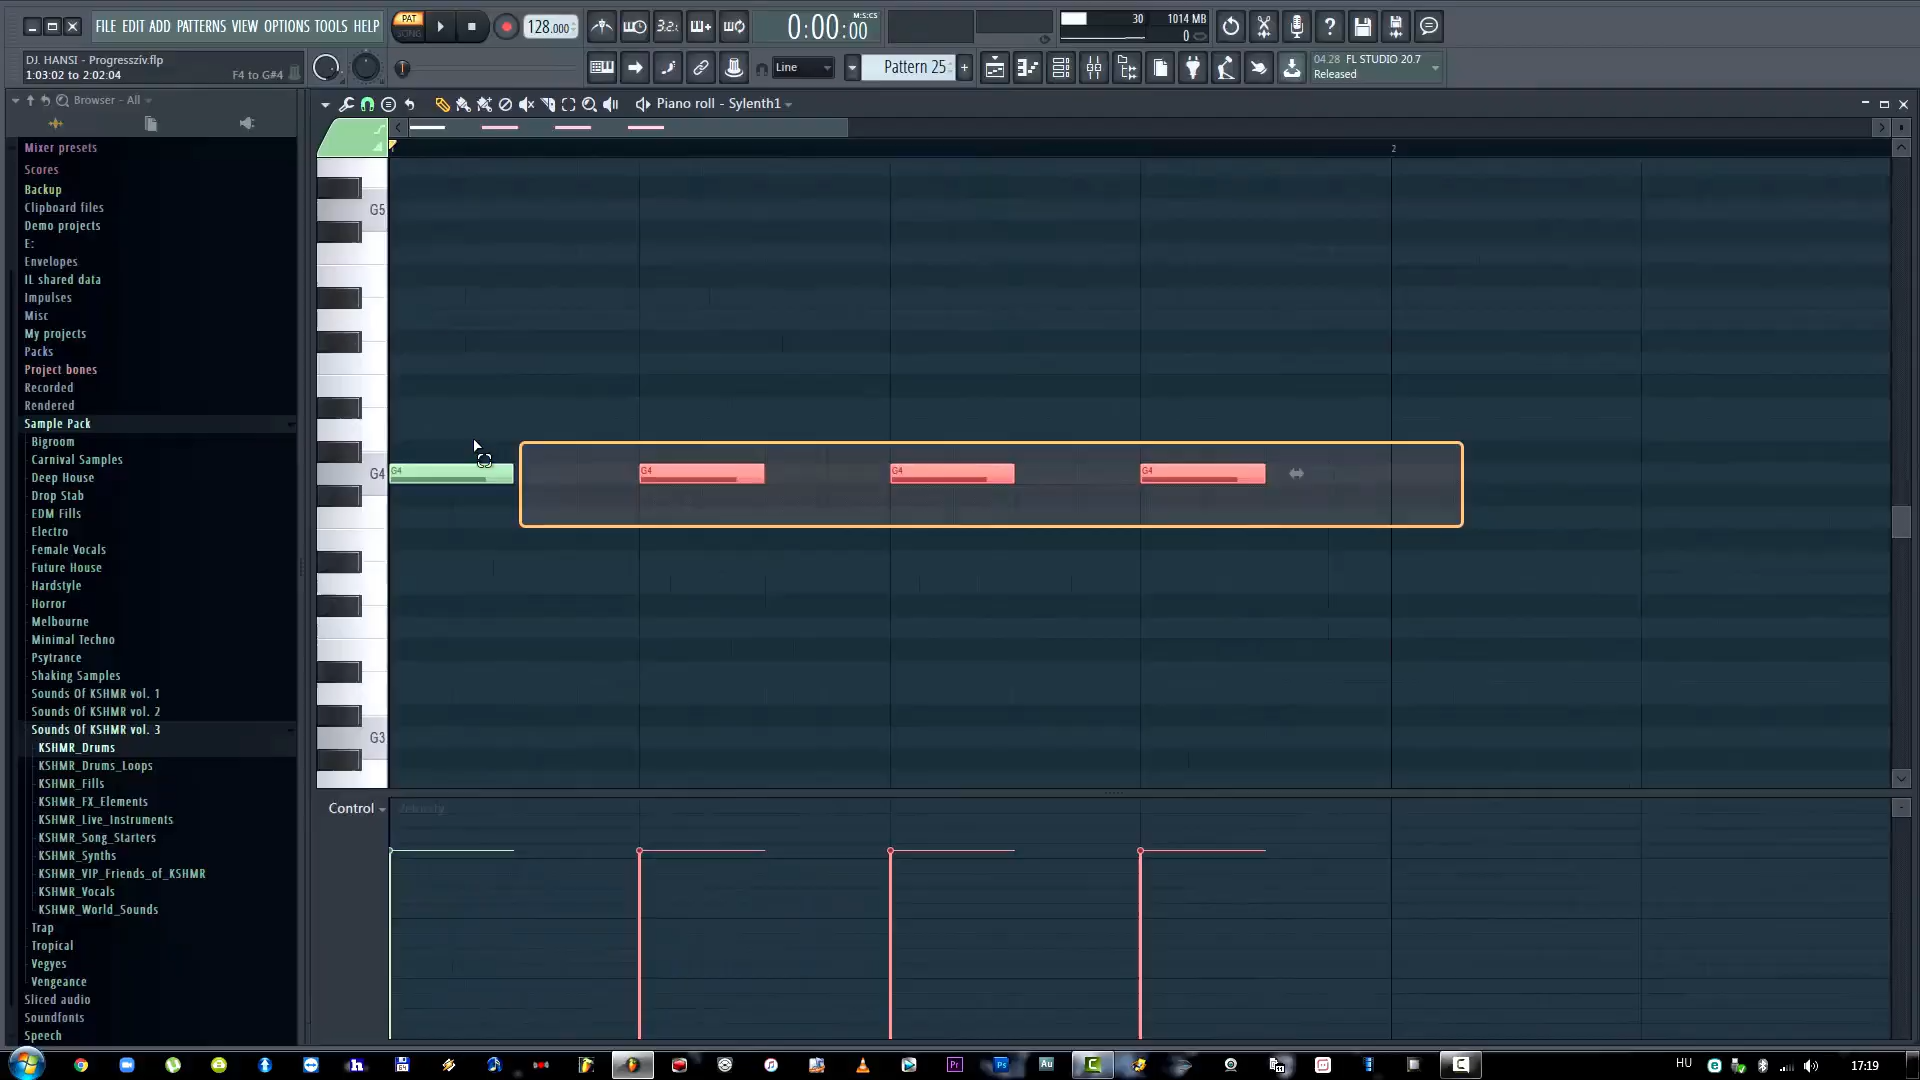 FILE EDIT ADD PATTERNS VIEW OPTIONS TOOLS HELP
PAT
SONG
128.000
3.2.
0:00:00
M:S:CS
30
1014 MB
0
DJ. HANSI - Progresszív.flp
1:03:02 to 2:02:04
F4 to G#4
Line
Pattern 25
04.28 FL STUDIO 20.7
Released
Browser - All
Piano roll - Sylenth1
Mixer presets
Scores
Backup
Clipboard files
Demo projects
E:
Envelopes
IL shared data
Impulses
Misc
My projects
Packs
Project bones
Recorded
Rendered
Sample Pack
Bigroom
Carnival Samples
Deep House
Drop Stab
EDM Fills
Electro
Female Vocals
Future House
Hardstyle
Horror
Melbourne
Minimal Techno
Psytrance
Shaking Samples
Sounds Of KSHMR vol. 1
Sounds Of KSHMR vol. 2
Sounds Of KSHMR vol. 3
KSHMR_Drums
KSHMR_Drums_Loops
KSHMR_Fills
KSHMR_FX_Elements
KSHMR_Live_Instruments
KSHMR_Song_Starters
KSHMR_Synths
KSHMR_VIP_Friends_of_KSHMR
KSHMR_Vocals
KSHMR_World_Sounds
Trap
Tropical
Vegyes
Vengeance
Sliced audio
Soundfonts
Speech
2
G5
G4
G4
G4
G4
G4
G3
Control
Velocity
Pr
Ps
Au
HU
17:19